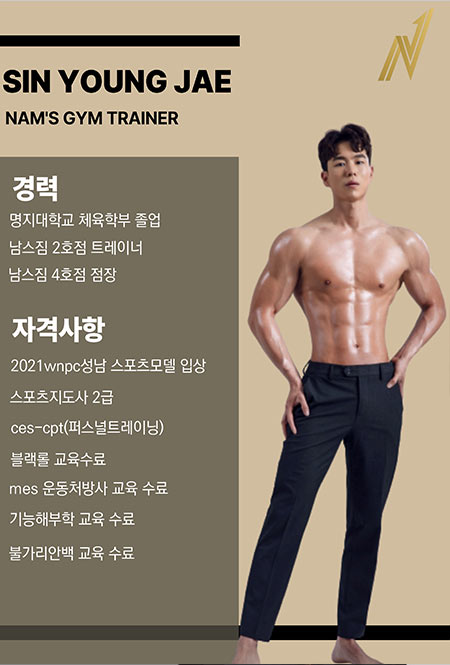 SIN YOUNG JAE
NAM'S GYM TRAINER
경력
명지대학교 체육학부 졸업
남스짐 2호점 트레이너
남스짐 4호점 점장
자격사항
2021wnpc성남 스포츠모델 입상
스포츠지도사 2급
ces-cpt(퍼스널트레이닝)
블랙롤 교육수료
mes 운동처방사 교육 수료
기능해부학 교육 수료
불가리안백 교육 수료